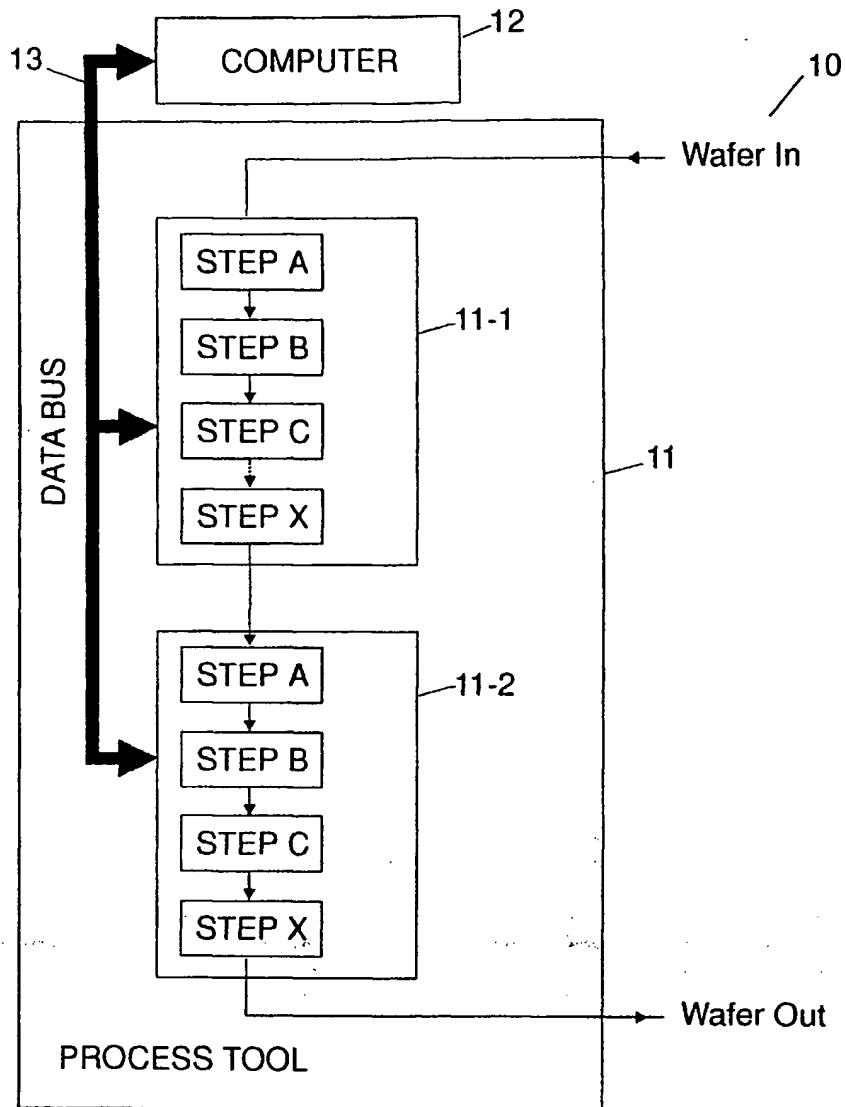 13
COMPUTER
12
10
Wafer In
STEP A
STEP B
11-1
STEP C
STEP X
DATA BUS
11
STEP A
11-2
STEP B
STEP C
STEP X
Wafer Out
PROCESS TOOL